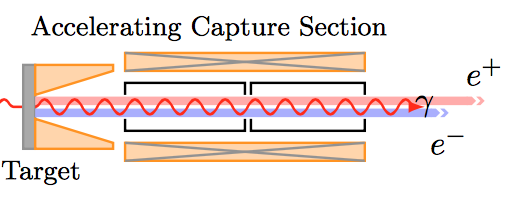 Accelerating Capture Section
e⁺
γ
e⁻
Target